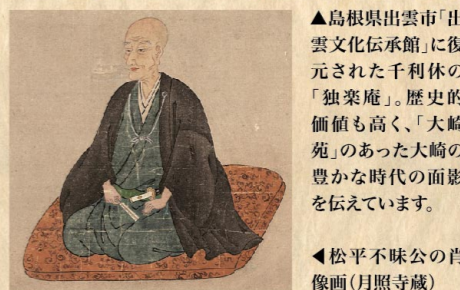 ▲島根県出雲市「出
雲文化伝承館」に復
元された千利休の
「独楽庵」。歴史的
価値も高く、「大崎
苑」のあった大崎の
豊かな時代の面影
を伝えています。
◀松平不昧公の肖
像画（月照寺蔵）